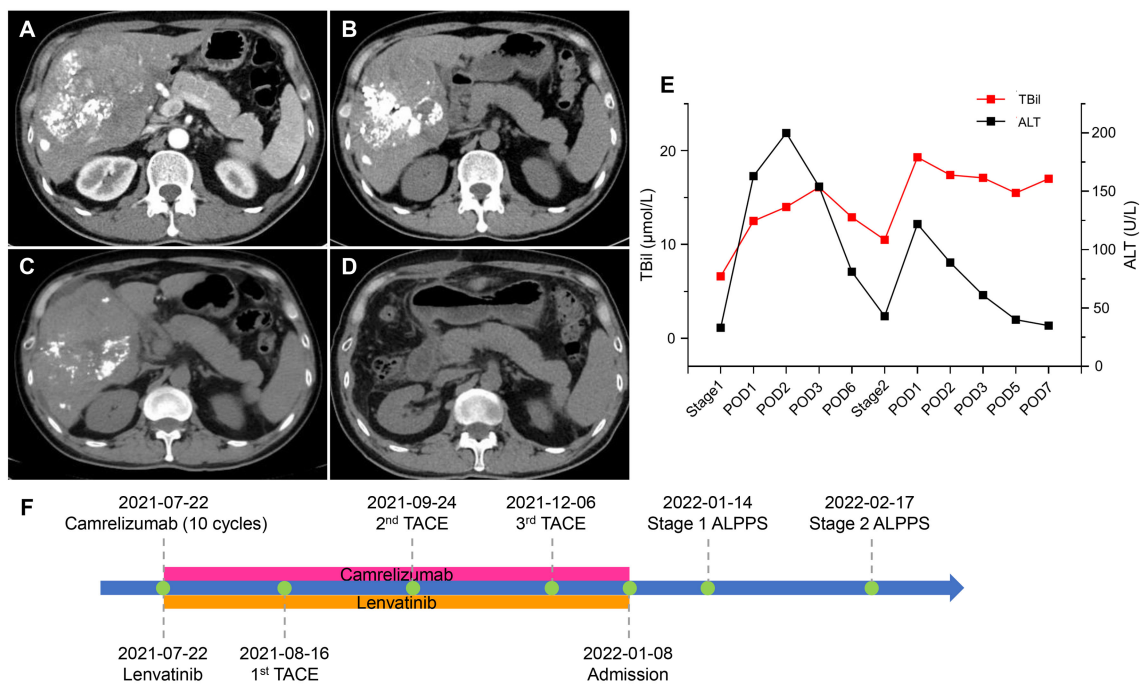 A
B
C
D
E
TBil
ALT
20
10
0
TBil (μmol/L)
200
150
100
50
0
ALT (U/L)
Stage1
POD1
POD2
POD3
POD6
Stage2
POD1
POD2
POD3
POD5
POD7
F
2021-07-22
Camrelizumab (10 cycles)
2021-09-24
2nd TACE
2021-12-06
3rd TACE
2022-01-14
Stage 1 ALPPS
2022-02-17
Stage 2 ALPPS
Camrelizumab
Lenvatinib
2021-07-22
Lenvatinib
2021-08-16
1st TACE
2022-01-08
Admission